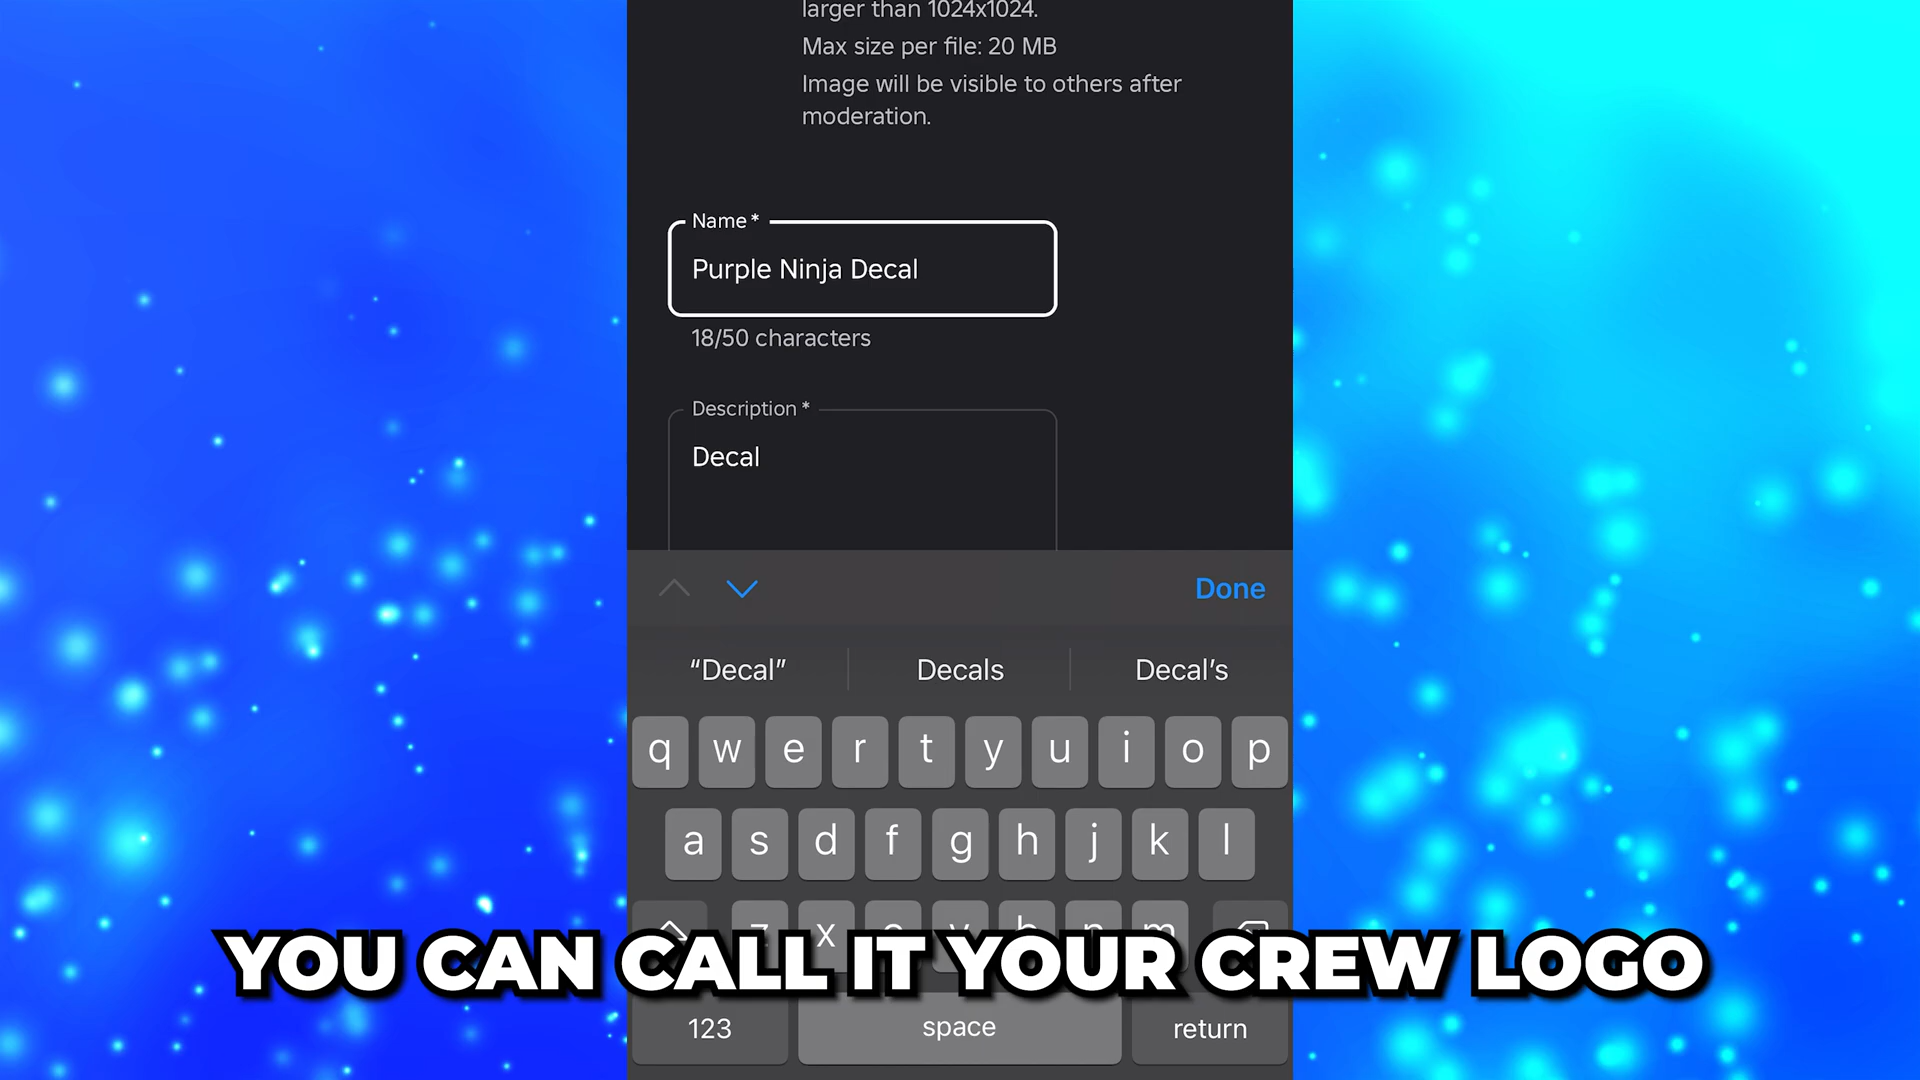 larger than 1024x1024.
Max size per file: 20 MB
Image will be visible to others after
moderation.
Name *
Purple Ninja Decal
18/50 characters
Description *
Decal
Done
“Decal” Decals Decal’s
q w e r t y u i o p
a s d f g h j k l
z x c v b n m
YOU CAN CALL IT YOUR CREW LOGO
123 space return